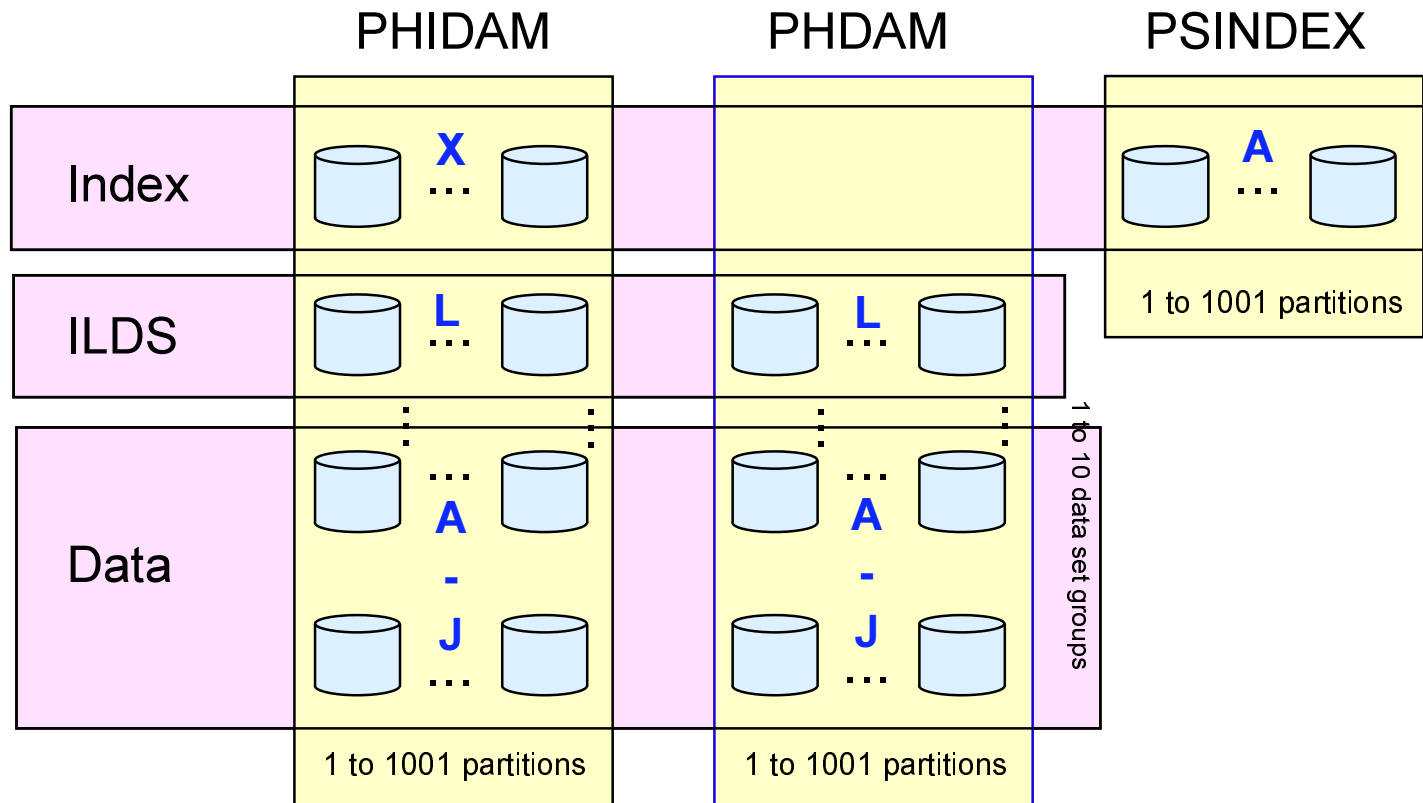 PHIDAM
PHDAM
PSINDEX
Index
X
...
A
...
1 to 1001 partitions
ILDS
L
...
L
...
Data
...
A
-
J
...
...
A
-
J
...
1 to 10 data set groups
1 to 1001 partitions
1 to 1001 partitions